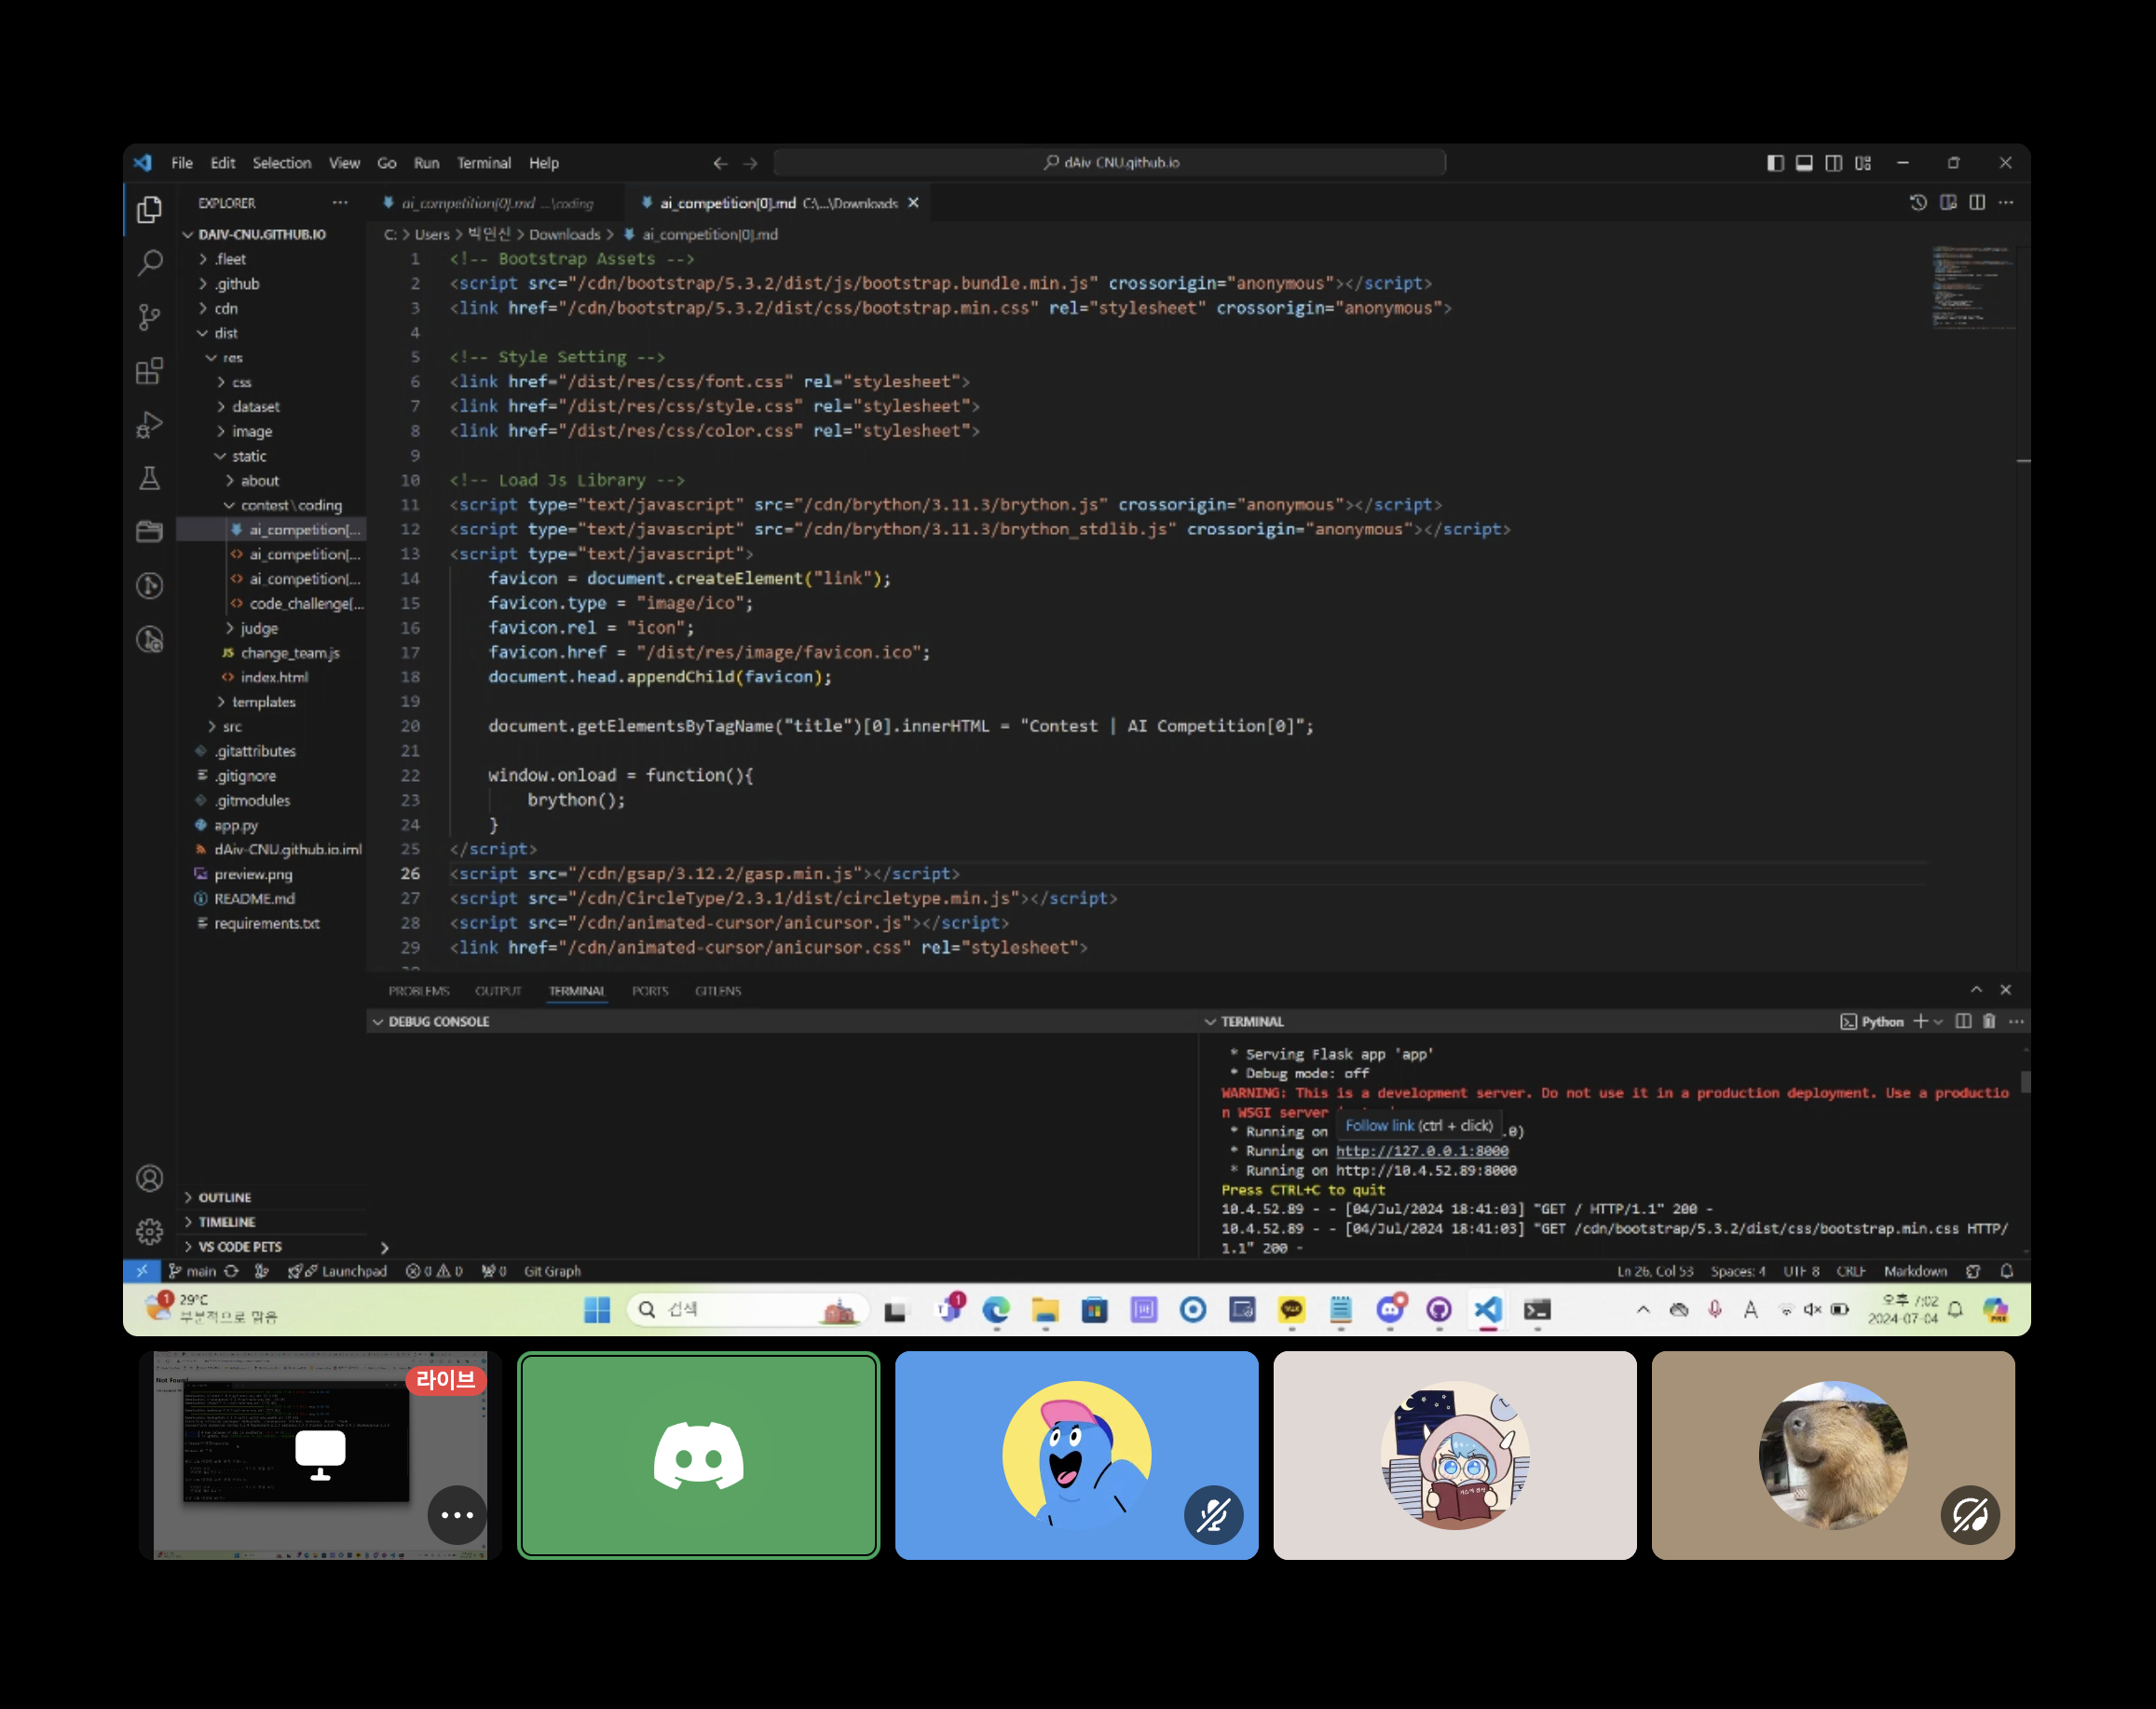 File Edit Selection View Go Run Terminal Help
dAiv CNU.github.io
EXPLORER
ai_competition[0].md ...\coding
ai_competition[0].md C:\...\Downloads
DAIV-CNU.GITHUB.IO
.fleet
.github
cdn
dist
res
css
dataset
image
static
about
contest\coding
ai_competition[...
ai_competition[...
ai_competition[...
code_challenge[...
judge
JS change_team.js
index.html
templates
src
.gitattributes
.gitignore
.gitmodules
app.py
dAiv-CNU.github.io.iml
preview.png
README.md
requirements.txt
OUTLINE
TIMELINE
VS CODE PETS
C: > Users > 박인신 > Downloads > ai_competition[0].md
1 <!-- Bootstrap Assets -->
2 <script src="/cdn/bootstrap/5.3.2/dist/js/bootstrap.bundle.min.js" crossorigin="anonymous"></script>
3 <link href="/cdn/bootstrap/5.3.2/dist/css/bootstrap.min.css" rel="stylesheet" crossorigin="anonymous">
4
5 <!-- Style Setting -->
6 <link href="/dist/res/css/font.css" rel="stylesheet">
7 <link href="/dist/res/css/style.css" rel="stylesheet">
8 <link href="/dist/res/css/color.css" rel="stylesheet">
9
10 <!-- Load Js Library -->
11 <script type="text/javascript" src="/cdn/brython/3.11.3/brython.js" crossorigin="anonymous"></script>
12 <script type="text/javascript" src="/cdn/brython/3.11.3/brython_stdlib.js" crossorigin="anonymous"></script>
13 <script type="text/javascript">
14 favicon = document.createElement("link");
15 favicon.type = "image/ico";
16 favicon.rel = "icon";
17 favicon.href = "/dist/res/image/favicon.ico";
18 document.head.appendChild(favicon);
19
20 document.getElementsByTagName("title")[0].innerHTML = "Contest | AI Competition[0]";
21
22 window.onload = function(){
23 brython();
24 }
25 </script>
26 <script src="/cdn/gsap/3.12.2/gasp.min.js"></script>
27 <script src="/cdn/CircleType/2.3.1/dist/circletype.min.js"></script>
28 <script src="/cdn/animated-cursor/anicursor.js"></script>
29 <link href="/cdn/animated-cursor/anicursor.css" rel="stylesheet">
PROBLEMS OUTPUT TERMINAL PORTS GITLENS
DEBUG CONSOLE
TERMINAL
Python
* Serving Flask app 'app'
* Debug mode: off
WARNING: This is a development server. Do not use it in a production deployment. Use a productio
n WSGI server
Follow link (ctrl + click)
* Running on .0)
* Running on http://127.0.0.1:8000
* Running on http://10.4.52.89:8000
Press CTRL+C to quit
10.4.52.89 - - [04/Jul/2024 18:41:03] "GET / HTTP/1.1" 200 -
10.4.52.89 - - [04/Jul/2024 18:41:03] "GET /cdn/bootstrap/5.3.2/dist/css/bootstrap.min.css HTTP/
1.1" 200 -
main Launchpad 0 0 0 Git Graph
Ln 26, Col 53 Spaces: 4 UTF 8 CRLF Markdown
1 29°C
부분적으로 맑음
검색
1
A
오후 7:02
2024-07-04
Not Found
라이브